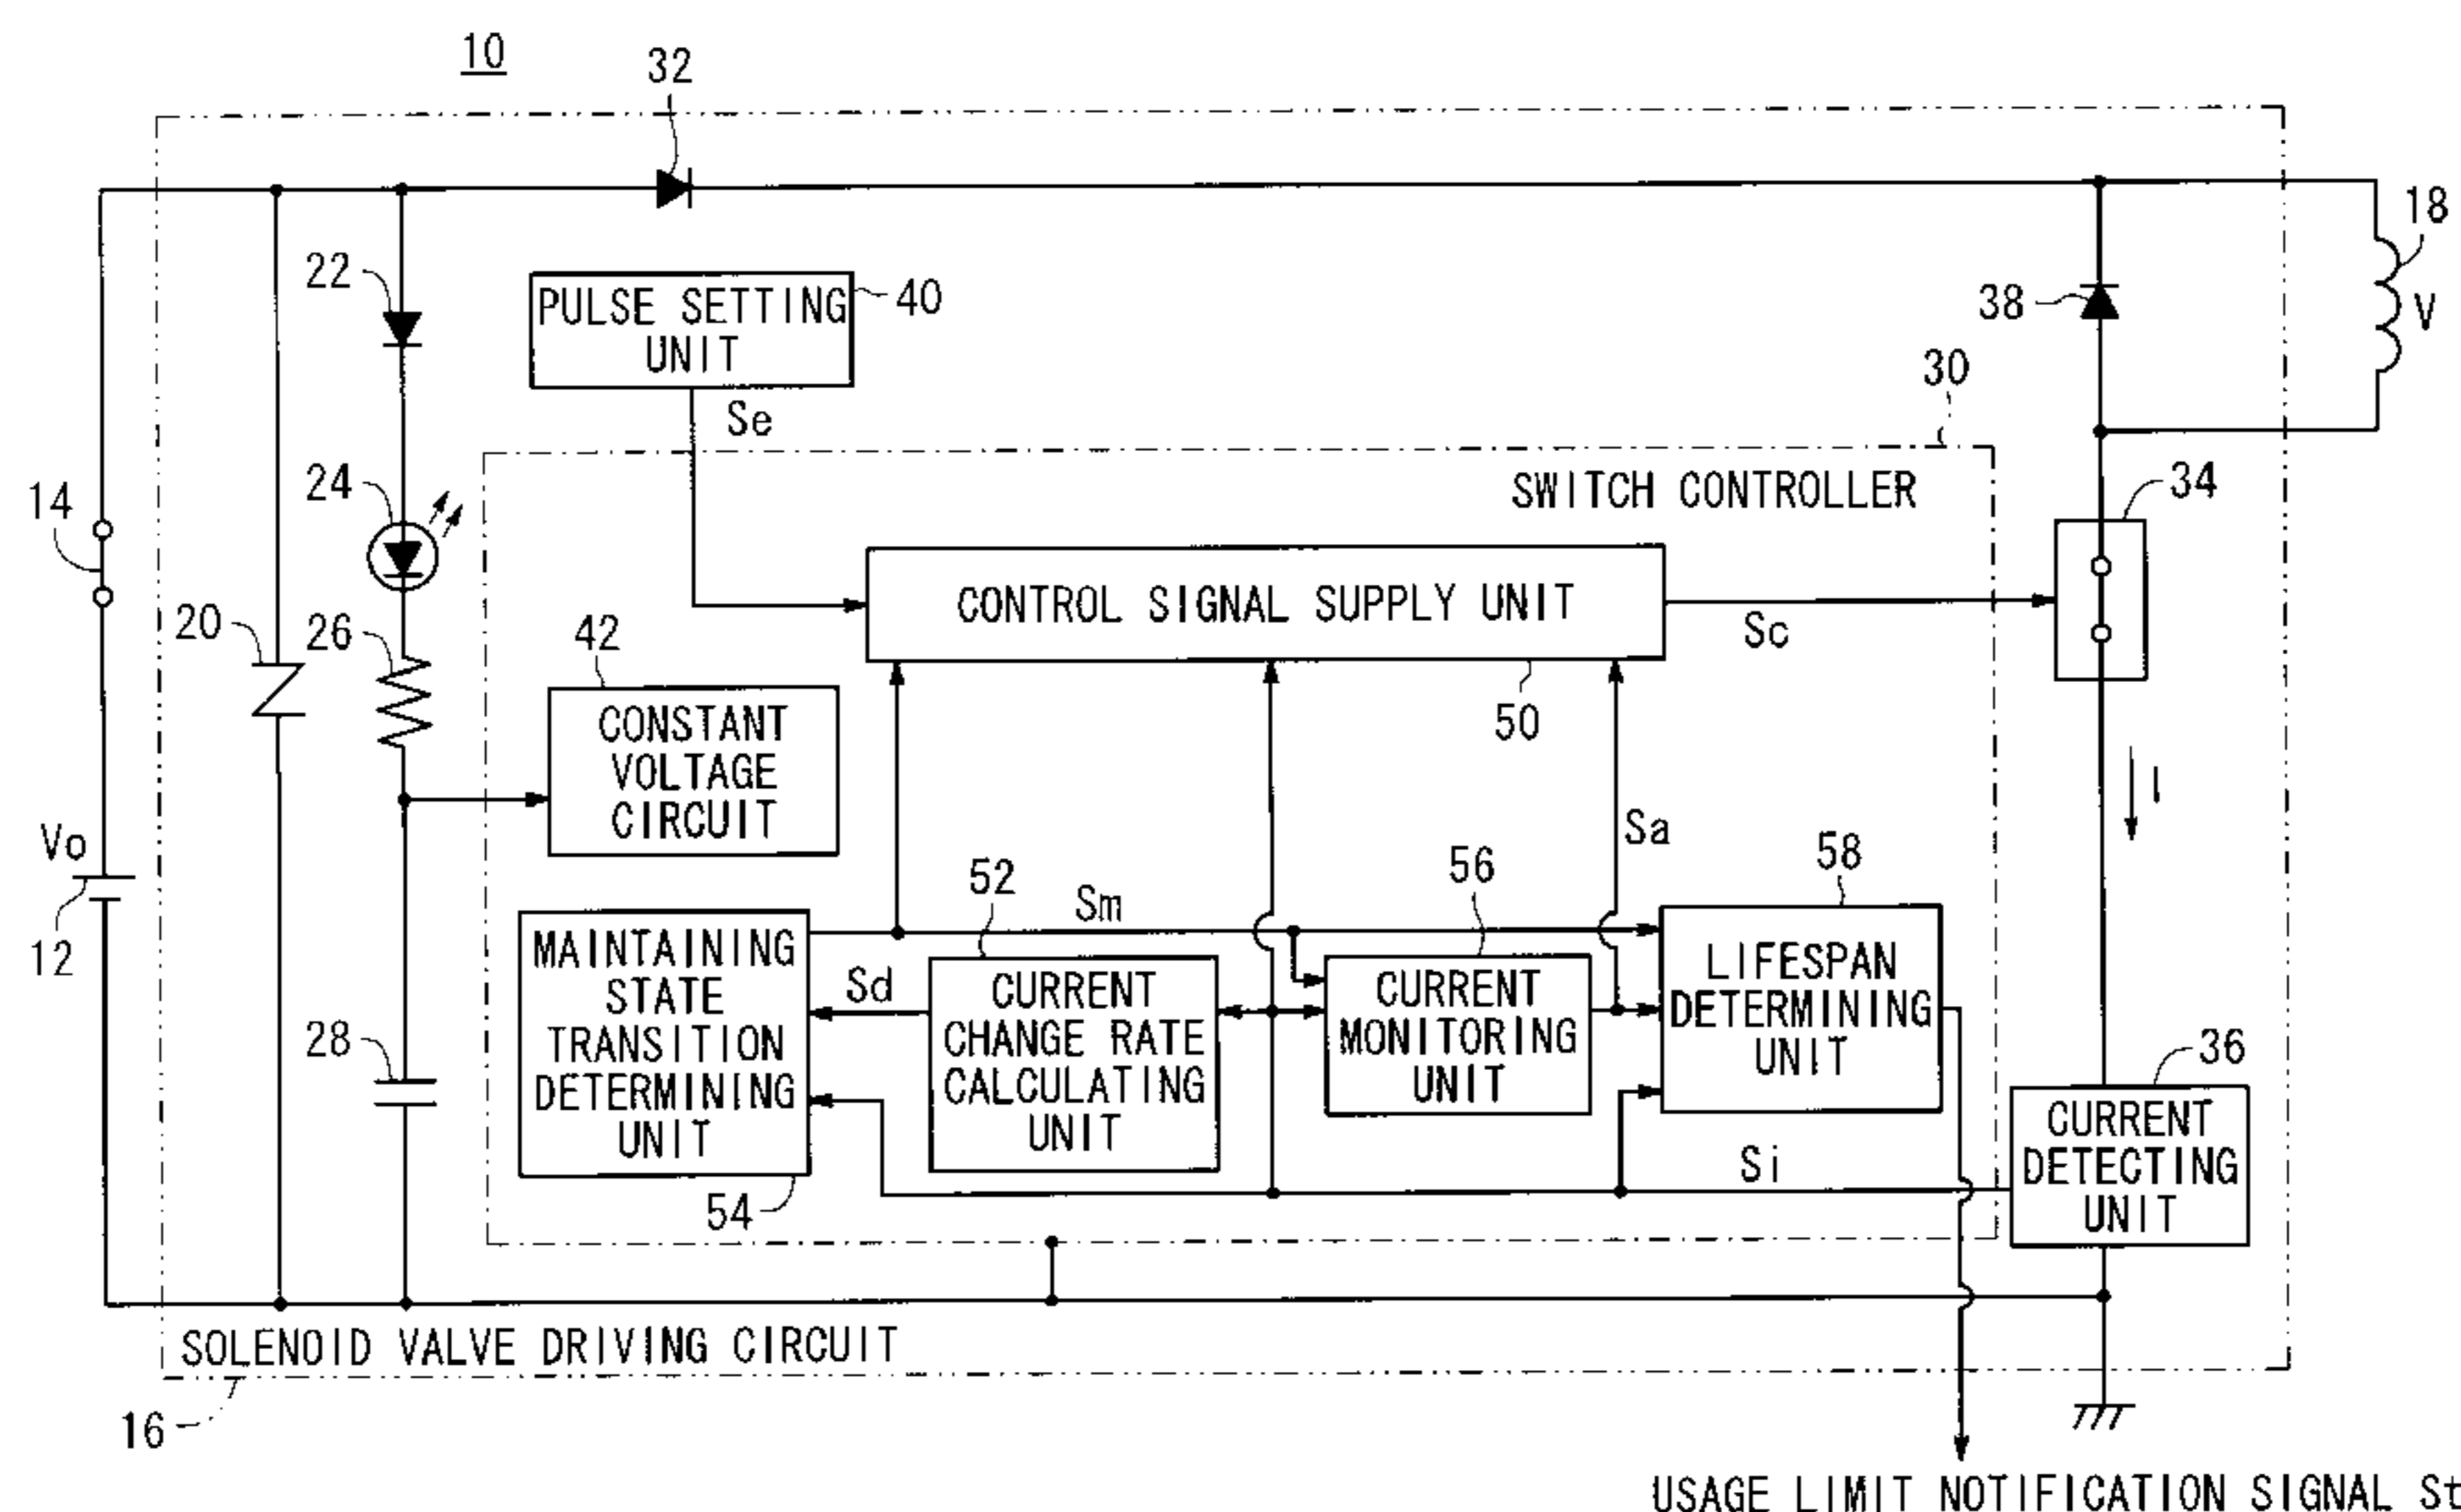 10
32
18
V
22
PULSE SETTING
UNIT
40
38
30
Se
SWITCH CONTROLLER
34
14
24
CONTROL SIGNAL SUPPLY UNIT
Sc
20
26
42
50
CONSTANT
VOLTAGE
CIRCUIT
I
Sa
Vo
12
52
56
58
Sm
MAINTAINING
STATE
TRANSITION
DETERMINING
UNIT
Sd
CURRENT
CHANGE RATE
CALCULATING
UNIT
CURRENT
MONITORING
UNIT
LIFESPAN
DETERMINING
UNIT
28
36
CURRENT
DETECTING
UNIT
Si
54
SOLENOID VALVE DRIVING CIRCUIT
16
USAGE LIMIT NOTIFICATION SIGNAL St